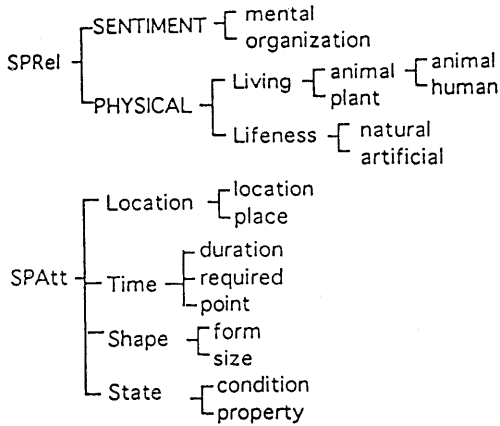 SENTIMENT mental
organization
SPRel
PHYSICAL Living animal animal
plant human
Lifeness natural
artificial
Location location
place
SPAtt Time duration
required
point
Shape form
size
State condition
property